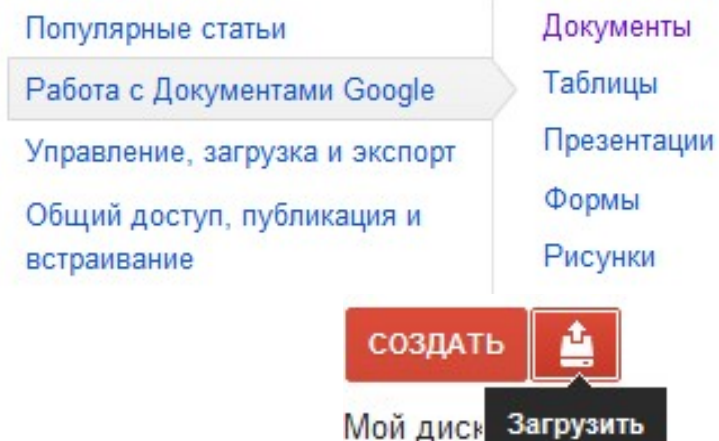 Популярные статьи
Работа с Документами Google
Управление, загрузка и экспорт
Общий доступ, публикация и
встраивание
Документы
Таблицы
Презентации
Формы
Рисунки
СОЗДАТЬ
Мой диск
Загрузить